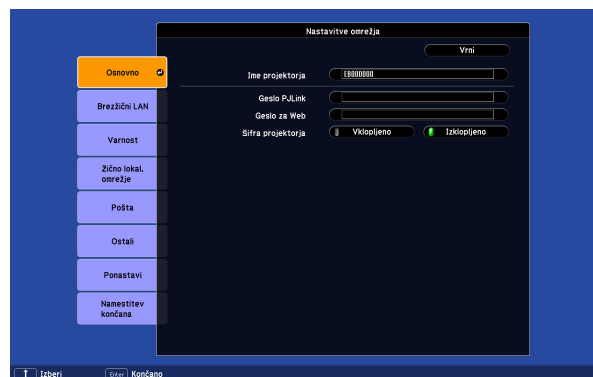 Nastavitve omrežja
Vrni
Osnovno
Ime projektorja
EB000000
Brezžični LAN
Geslo PJLink
Geslo za Web
Šifra projektorja
Vklopljeno
Izklopljeno
Varnost
Žično lokal.
omrežje
Pošta
Ostali
Ponastavi
Namestitev
končana
Izberi
Enter
Končano